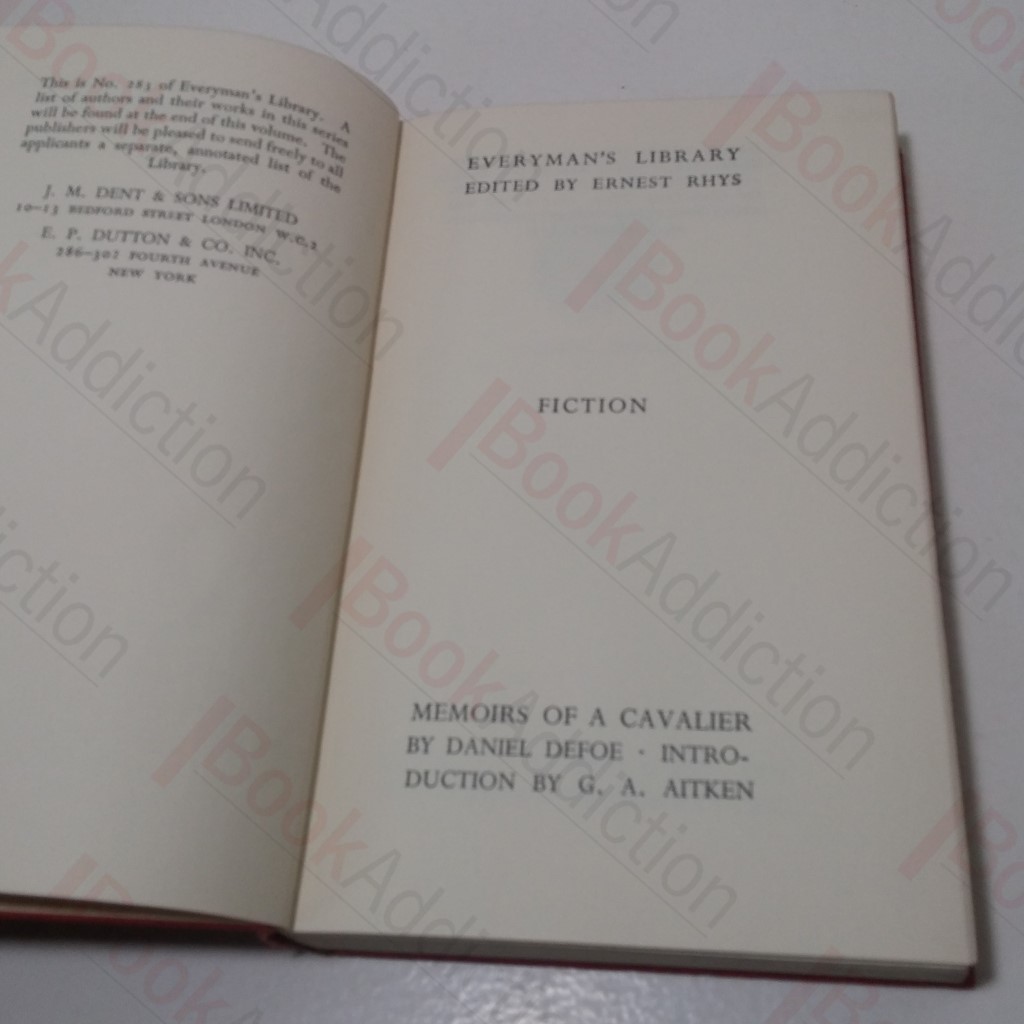 This is No. 283 of Everyman's Library. A
list of authors and their works in this series
will be found at the end of this volume. The
publishers will be pleased to send freely to all
applicants a separate, annotated list of the
Library.
J. M. DENT & SONS LIMITED
10–13 BEDFORD STREET LONDON W.C.2
E. P. DUTTON & CO. INC.
286–302 FOURTH AVENUE
NEW YORK
EVERYMAN'S LIBRARY
EDITED BY ERNEST RHYS
FICTION
MEMOIRS OF A CAVALIER
BY DANIEL DEFOE · INTRO-
DUCTION BY G. A. AITKEN
BookAddiction